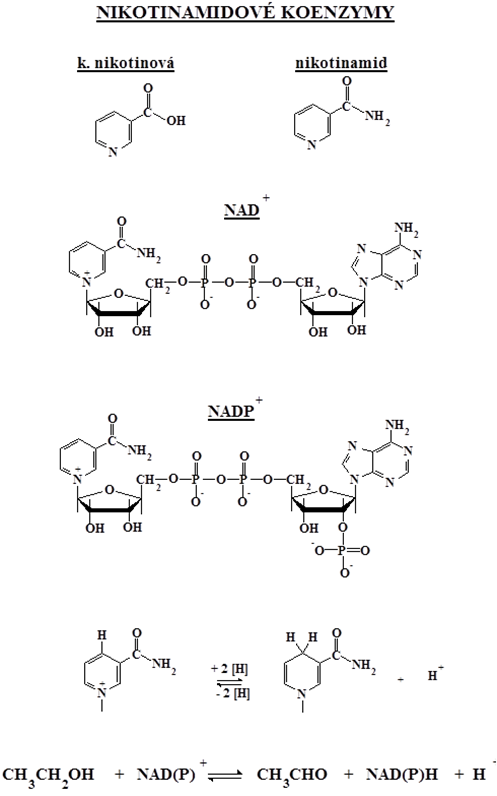 NIKOTINAMIDOVÉ KOENZYMY
k. nikotinová nikotinamid
O O
C C
OH NH2
N N
NAD+
NH2
O
C NH2
N+
O O
CH2 O P O P O CH2
O- O-
N N
N N
O O
OH OH OH OH
NADP+
NH2
O
C NH2
N+
O O
CH2 O P O P O CH2
O- O-
N N
N N
O O
OH OH OH O
-O P O
O-
H O H H O
C NH2 C NH2
N+ + 2 [H] N + H+
- 2 [H]
CH3CH2OH + NAD(P)+ ⇌ CH3CHO + NAD(P)H + H-